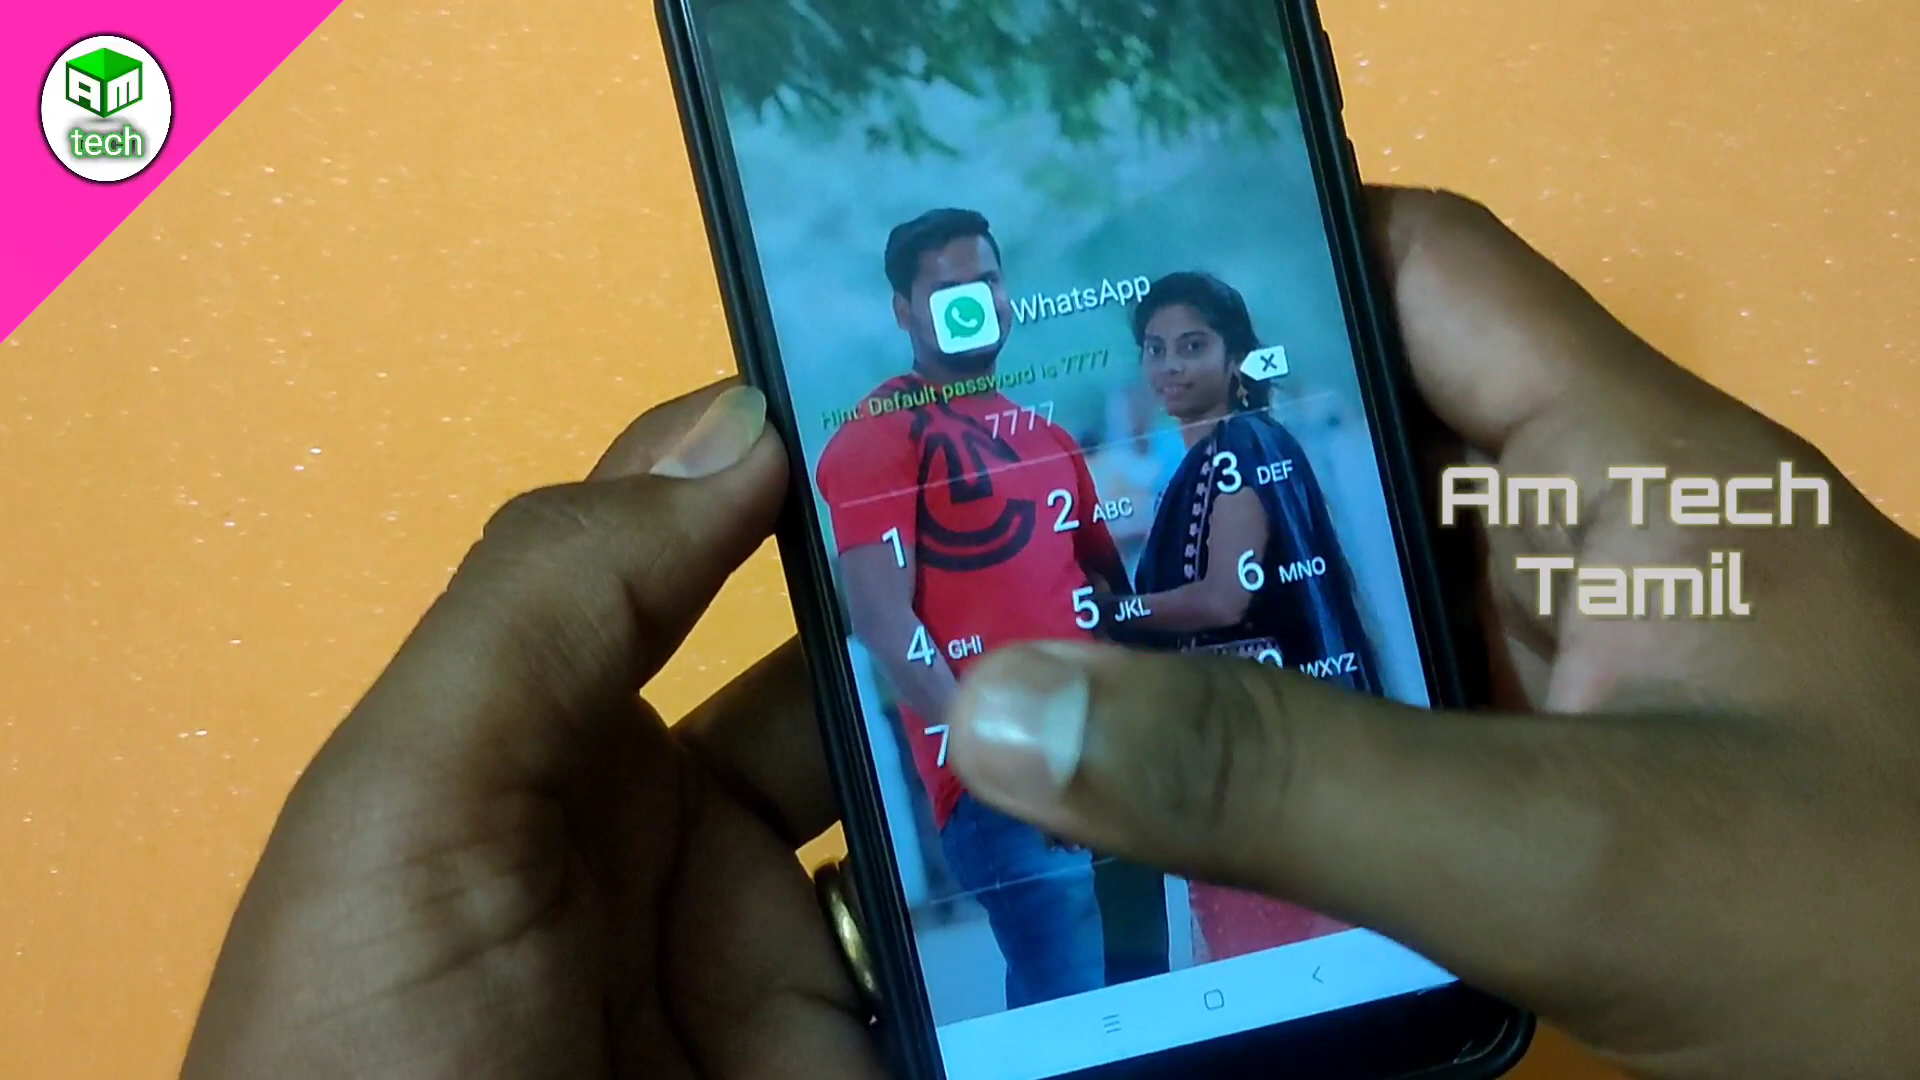 Am
tech
WhatsApp
Hint: Default password is 7777
7777
1
2 ABC
3 DEF
4 GHI
5 JKL
6 MNO
7
WXYZ
Am Tech
Tamil